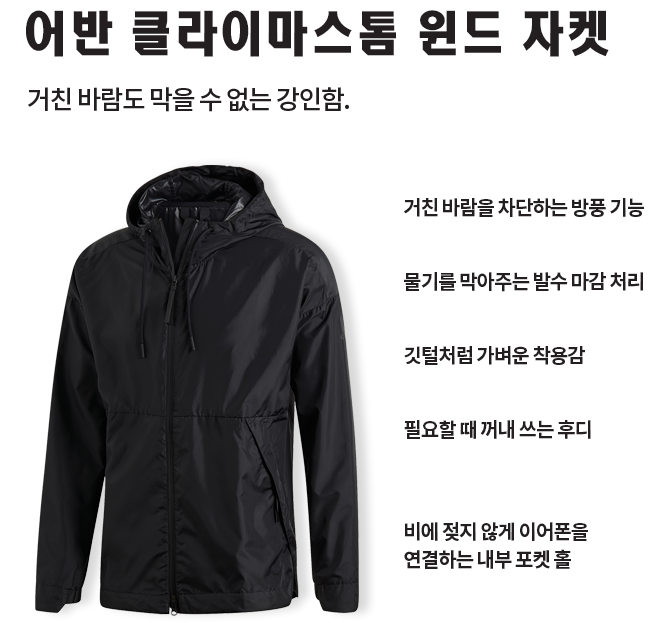 어반 클라이마스톰 윈드 자켓
거친 바람도 막을 수 없는 강인함.
거친 바람을 차단하는 방풍 기능
물기를 막아주는 발수 마감 처리
깃털처럼 가벼운 착용감
필요할 때 꺼내 쓰는 후디
비에 젖지 않게 이어폰을
연결하는 내부 포켓 홀